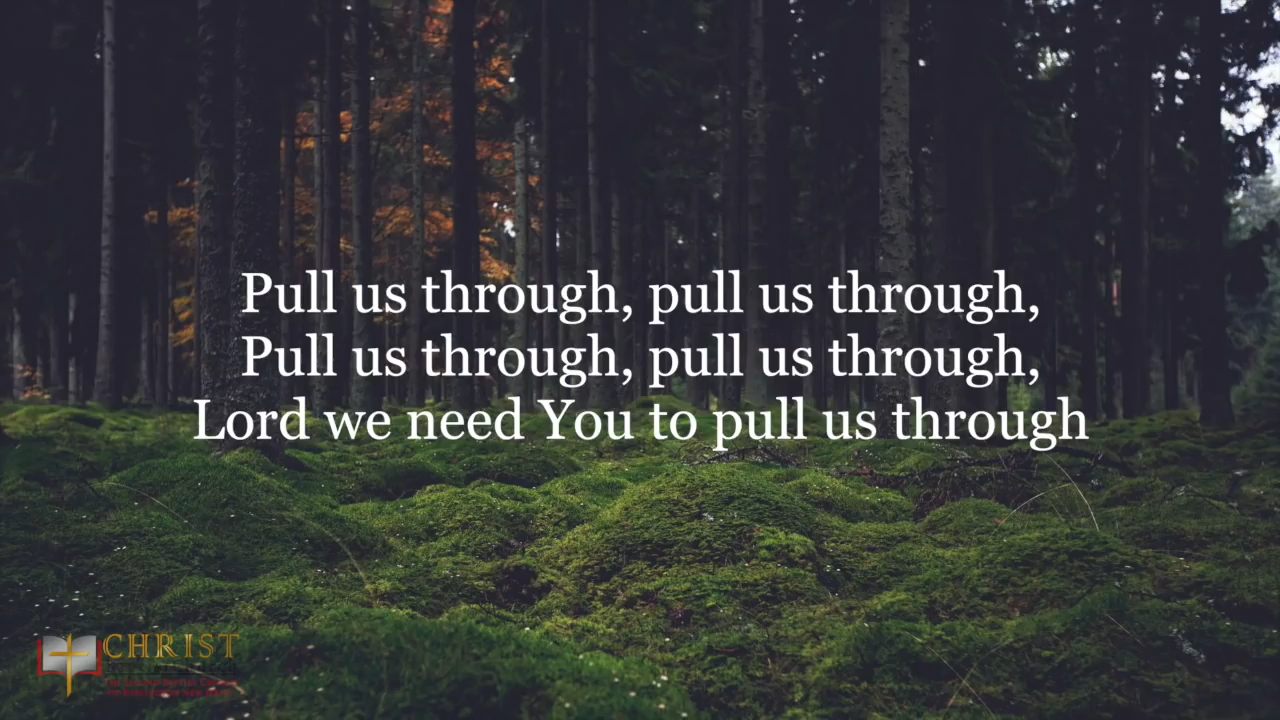 Pull us through, pull us through,
Pull us through, pull us through,
Lord we need You to pull us through
CHRIST